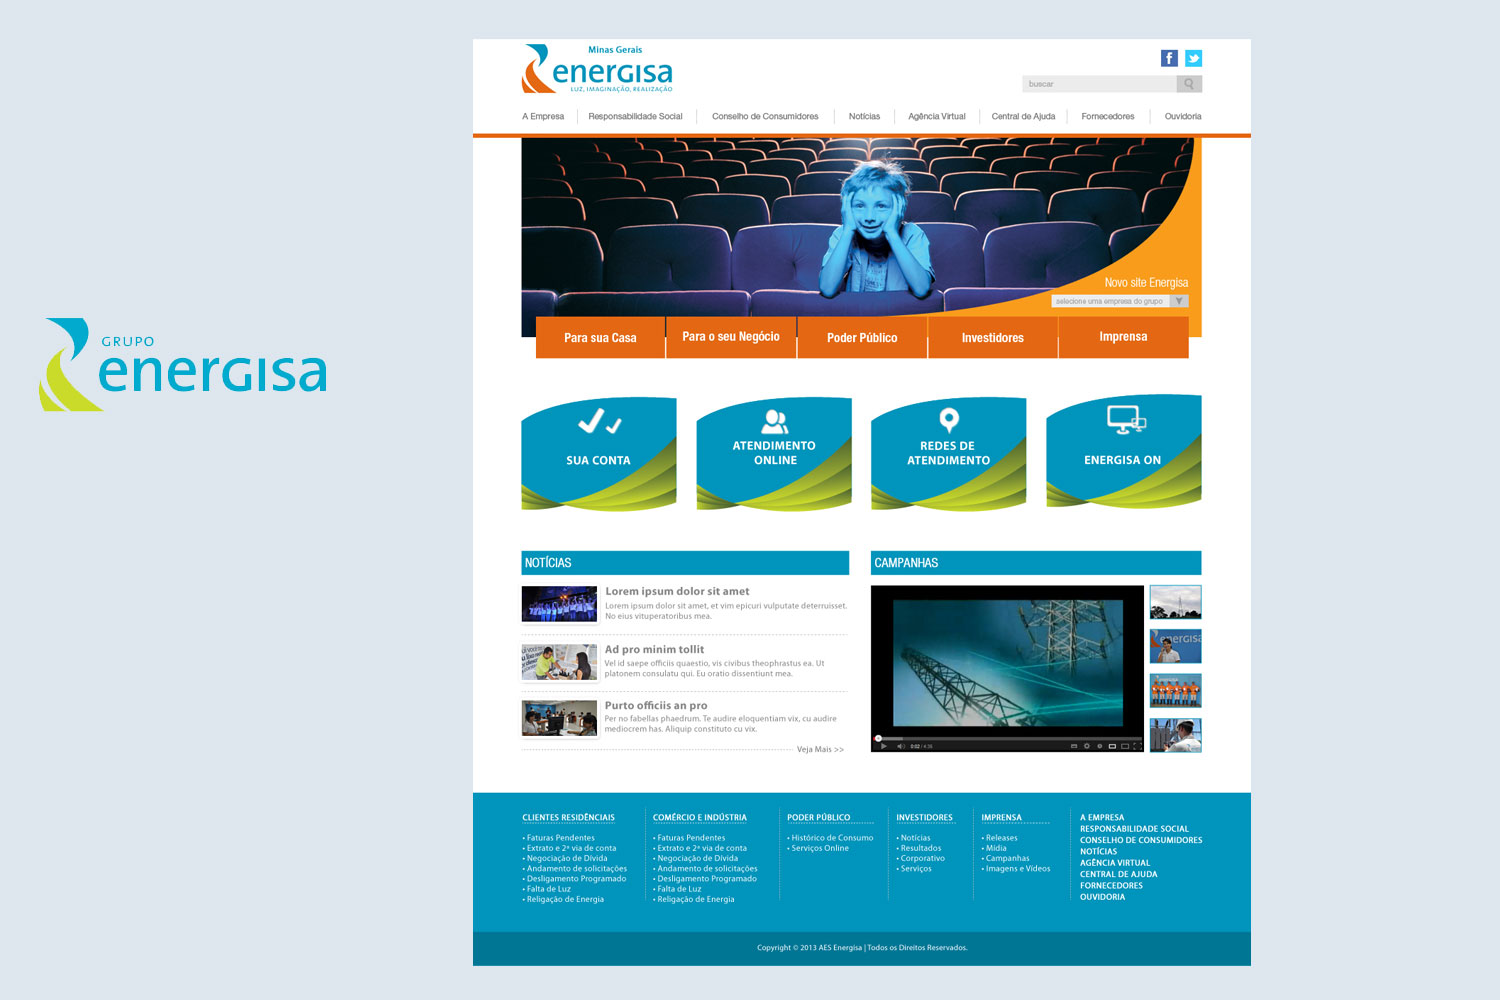 GRUPO
energisa
Minas Gerais
energisa
LUZ, IMAGINAÇÃO, REALIZAÇÃO
buscar
A Empresa
Responsabilidade Social
Conselho de Consumidores
Notícias
Agência Virtual
Central de Ajuda
Fornecedores
Ouvidoria
Novo site Energisa
selecione uma empresa do grupo
Para sua Casa
Para o seu Negócio
Poder Público
Investidores
Imprensa
SUA CONTA
ATENDIMENTO
ONLINE
REDES DE
ATENDIMENTO
ENERGISA ON
NOTÍCIAS
Lorem ipsum dolor sit amet
Lorem ipsum dolor sit amet, et vim epicuri vulputate deterruisset.
No eius vituperatoribus mea.
Ad pro minim tollit
Vel id saepe officiis quaestio, vis civibus theophrastus ea. Ut
platonem consulatu qui. Eu oratio dissentiunt mea.
Purto officiis an pro
Per no fabellas phaedrum. Te audire eloquentiam vix, cu audire
mediocrem has. Aliquip constituto cu vix.
Veja Mais >>
CAMPANHAS
energisa
CLIENTES RESIDÊNCIAIS
• Faturas Pendentes
• Extrato e 2ª via de conta
• Negociação de Dívida
• Andamento de solicitações
• Desligamento Programado
• Falta de Luz
• Religação de Energia
COMÉRCIO E INDÚSTRIA
• Faturas Pendentes
• Extrato e 2ª via de conta
• Negociação de Dívida
• Andamento de solicitações
• Desligamento Programado
• Falta de Luz
• Religação de Energia
PODER PÚBLICO
• Histórico de Consumo
• Serviços Online
INVESTIDORES
• Notícias
• Resultados
• Corporativo
• Serviços
IMPRENSA
• Releases
• Mídia
• Campanhas
• Imagens e Vídeos
A EMPRESA
RESPONSABILIDADE SOCIAL
CONSELHO DE CONSUMIDORES
NOTÍCIAS
AGÊNCIA VIRTUAL
CENTRAL DE AJUDA
FORNECEDORES
OUVIDORIA
Copyright © 2013 AES Energisa | Todos os Direitos Reservados.